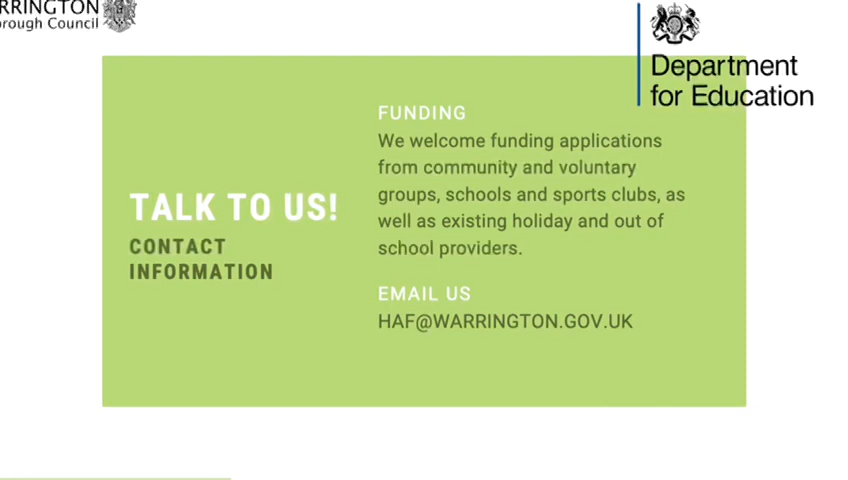 RRINGTON
orough Council
Department
for Education
FUNDING
We welcome funding applications
from community and voluntary
groups, schools and sports clubs, as
well as existing holiday and out of
school providers.
TALK TO US!
CONTACT
INFORMATION
EMAIL US
HAF@WARRINGTON.GOV.UK